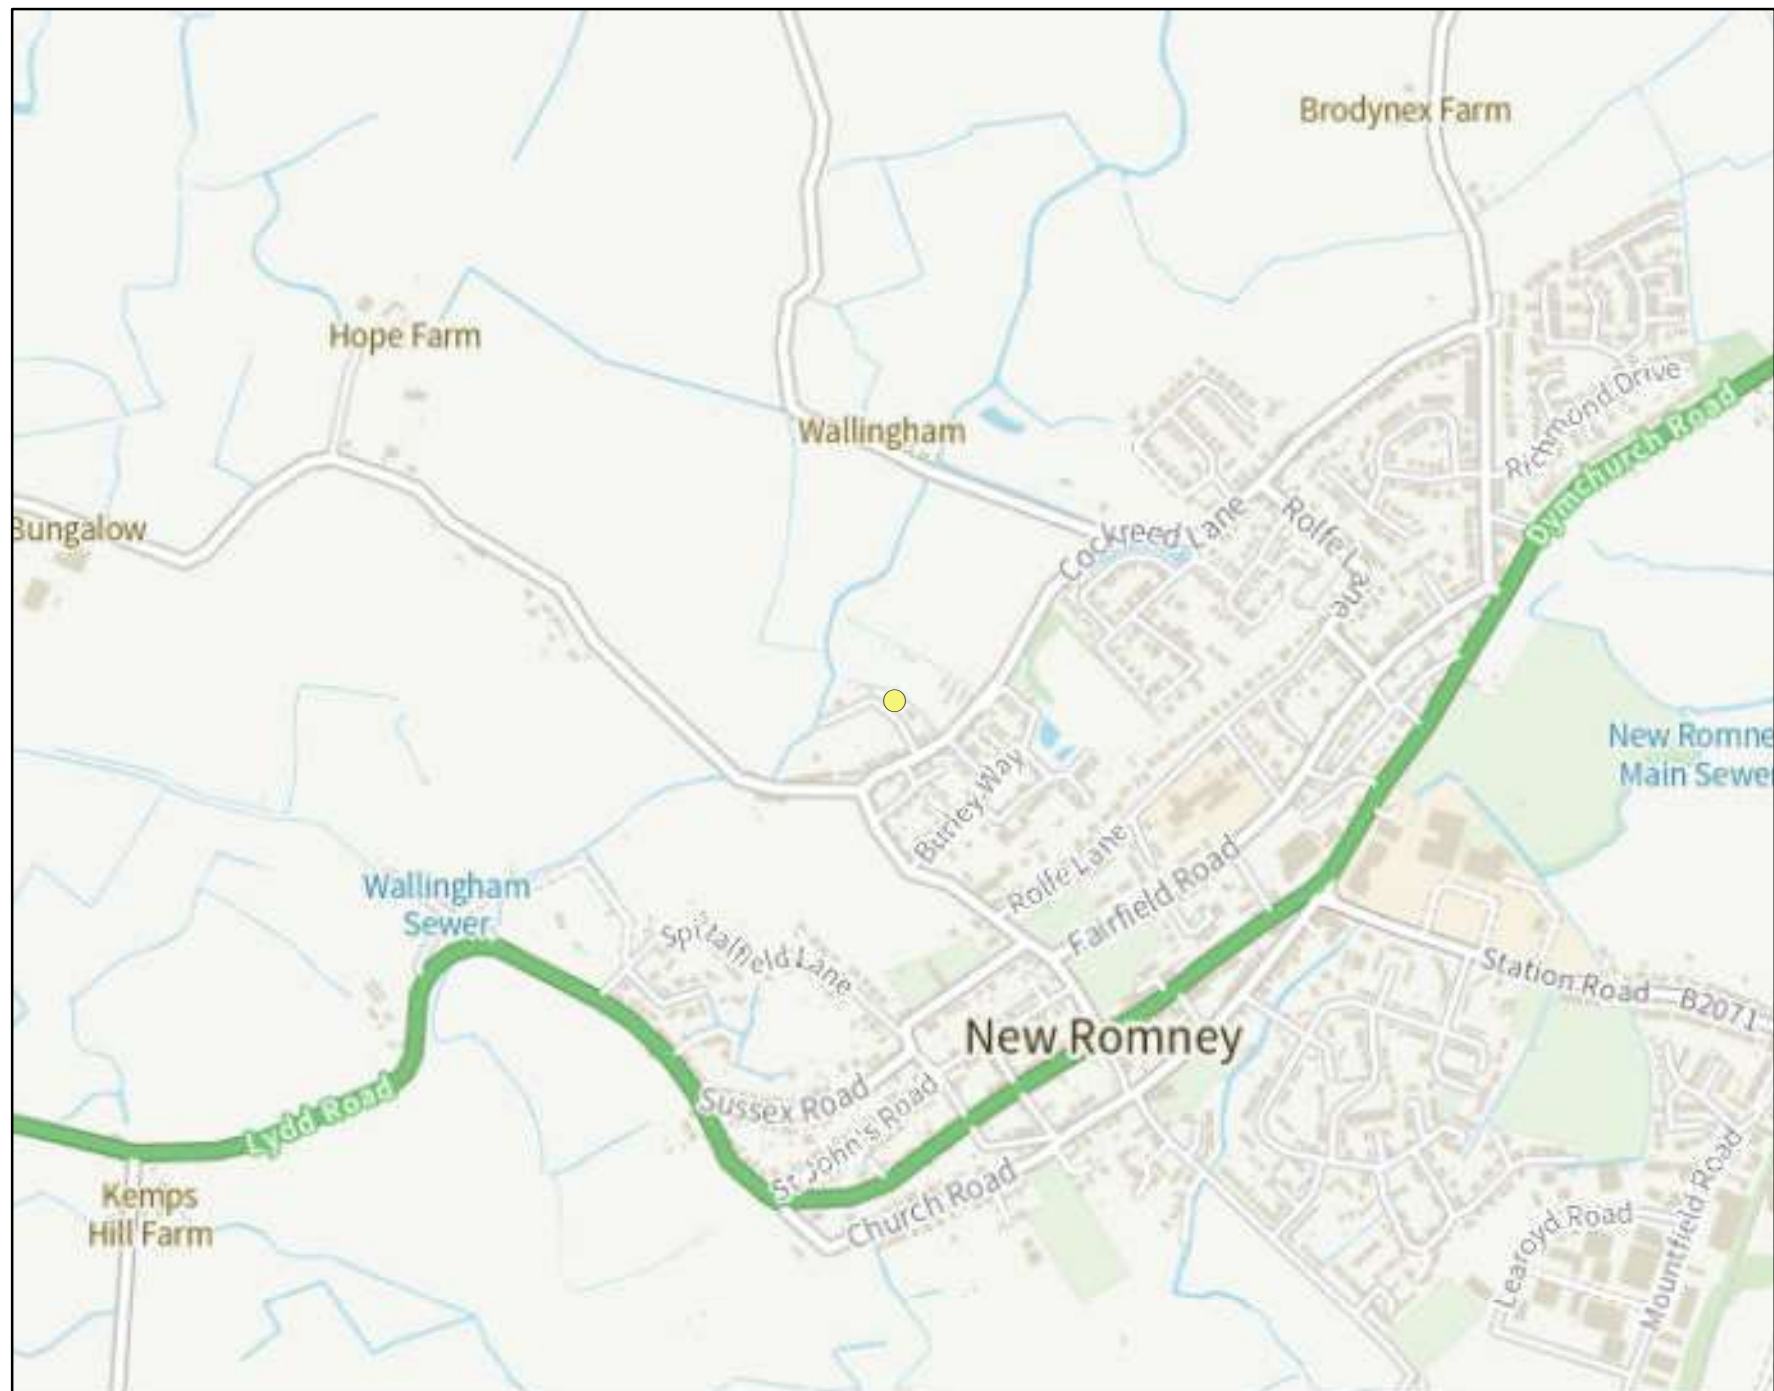 Brodynex Farm
Hope Farm
Richmond Drive
Dymchurch Road
Wallingham
Bungalow
Cockreed Lane
Rolfe Lane
New Romne
Main Sewer
Burley Way
Rolfe Lane
Fairfield Road
Wallingham
Sewer
Spitalfield Lane
Station Road
B2071
New Romney
Sussex Road
St John's Road
Lydd Road
Church Road
Kemps
Hill Farm
Learoyd Road
Mountfield Road